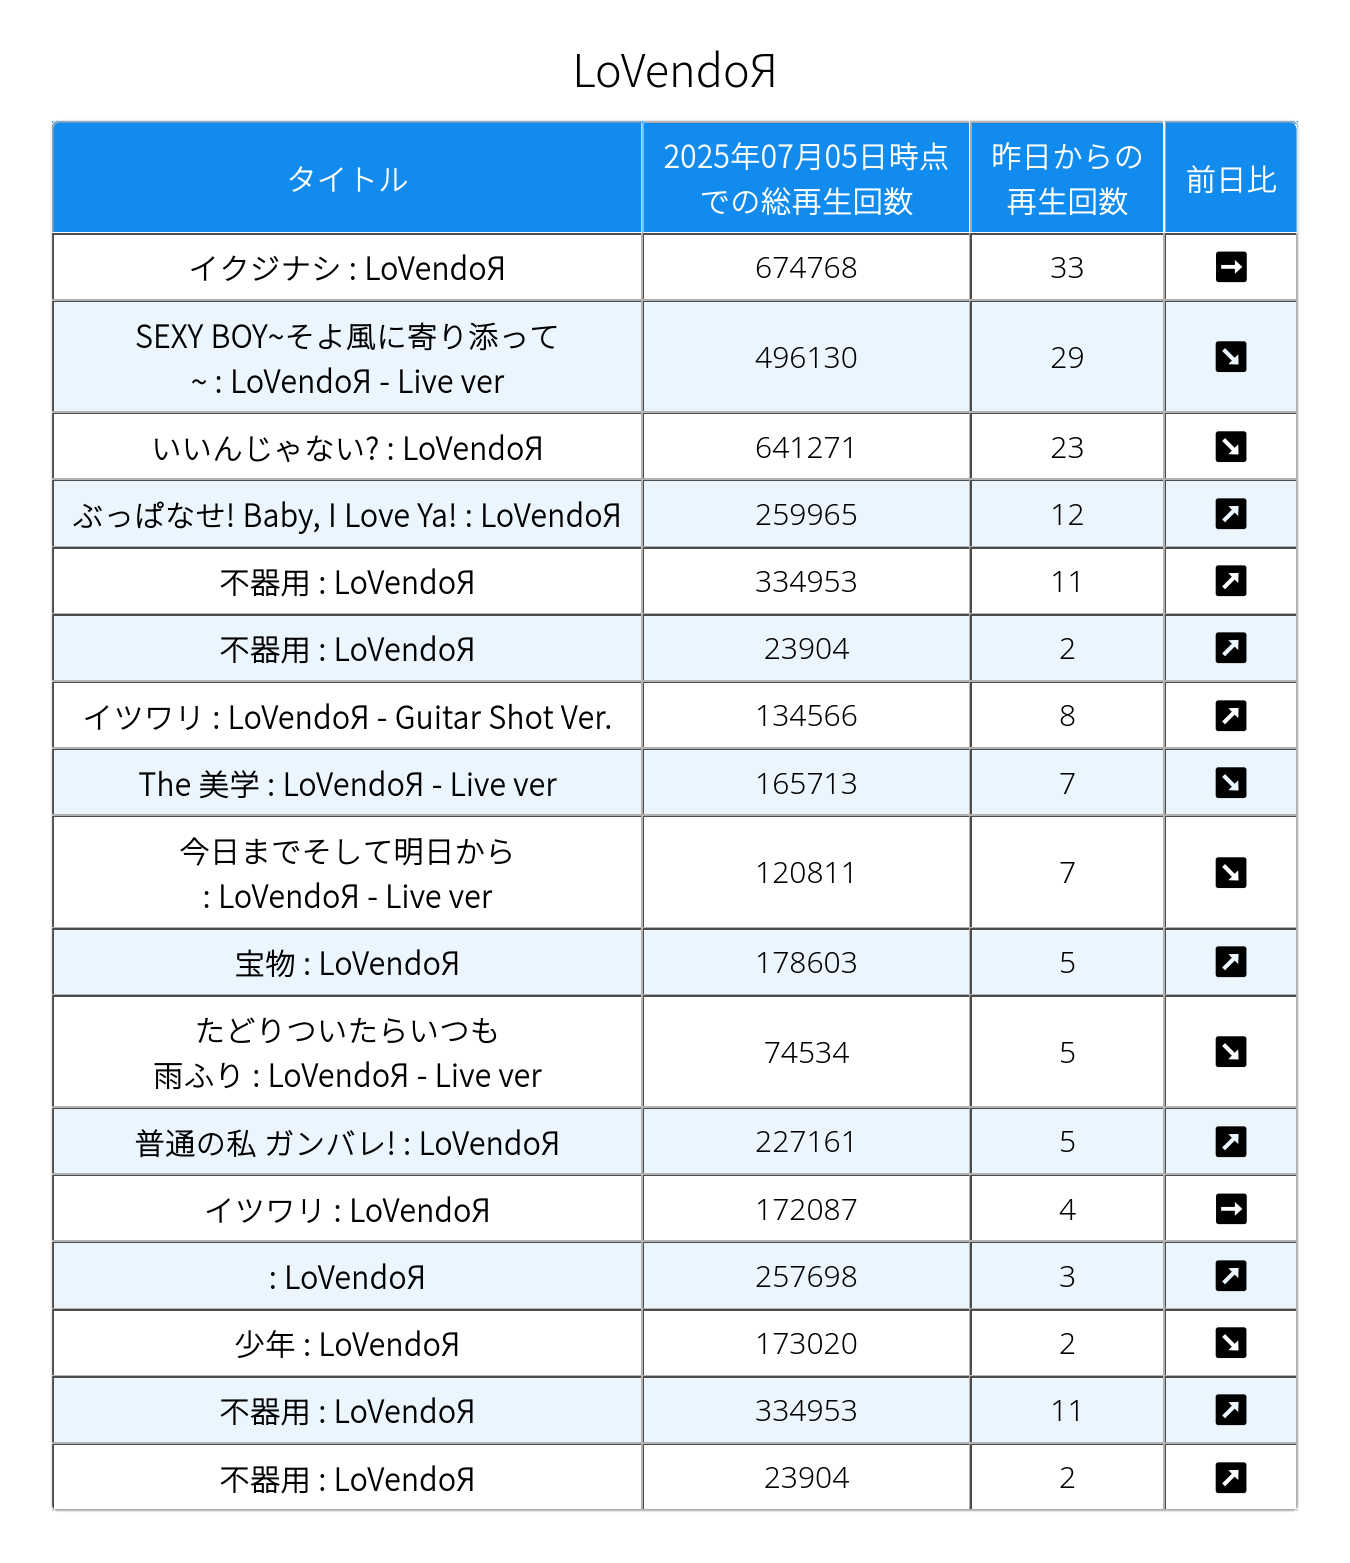 LoVendoЯ
タイトル
2025年07月05日時点
での総再生回数
昨日からの
再生回数
前日比
イクジナシ : LoVendoЯ
674768
33
SEXY BOY~そよ風に寄り添って
~ : LoVendoЯ - Live ver
496130
29
いいんじゃない? : LoVendoЯ
641271
23
ぶっぱなせ! Baby, I Love Ya! : LoVendoЯ
259965
12
不器用 : LoVendoЯ
334953
11
不器用 : LoVendoЯ
23904
2
イツワリ : LoVendoЯ - Guitar Shot Ver.
134566
8
The 美学 : LoVendoЯ - Live ver
165713
7
今日までそして明日から
: LoVendoЯ - Live ver
120811
7
宝物 : LoVendoЯ
178603
5
たどりついたらいつも
雨ふり : LoVendoЯ - Live ver
74534
5
普通の私 ガンバレ! : LoVendoЯ
227161
5
イツワリ : LoVendoЯ
172087
4
: LoVendoЯ
257698
3
少年 : LoVendoЯ
173020
2
不器用 : LoVendoЯ
334953
11
不器用 : LoVendoЯ
23904
2